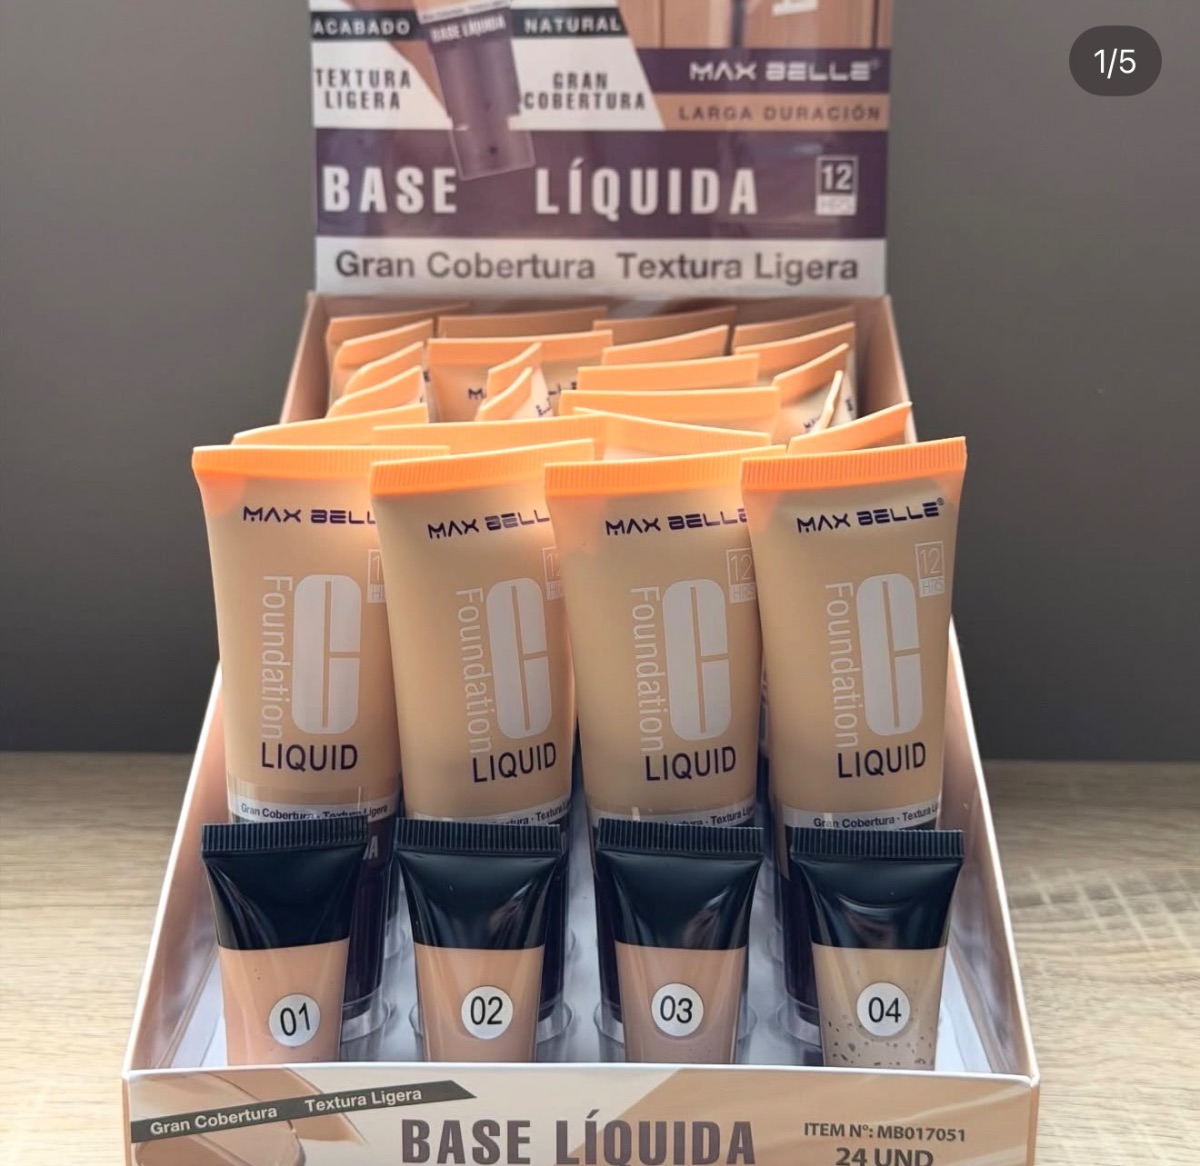 1/5
ACABADO
BASE LÍQUIDA
NATURAL
TEXTURA
LIGERA
GRAN
COBERTURA
MAX BELLE®
LARGA DURACIÓN
BASE LÍQUIDA
12
HRS
Gran Cobertura Textura Ligera
MAX BELL
MAX BELL
MAX BELLE
MAX BELLE®
12
HRS
12
HRS
Foundation
C
LIQUID
Foundation
C
LIQUID
Foundation
C
LIQUID
Foundation
C
LIQUID
Gran Cobertura - Textura Ligera
Gran Cobertura - Textura Li
01
02
03
04
Gran Cobertura Textura Ligera
BASE LÍQUIDA
ITEM Nº: MB017051
24 UND